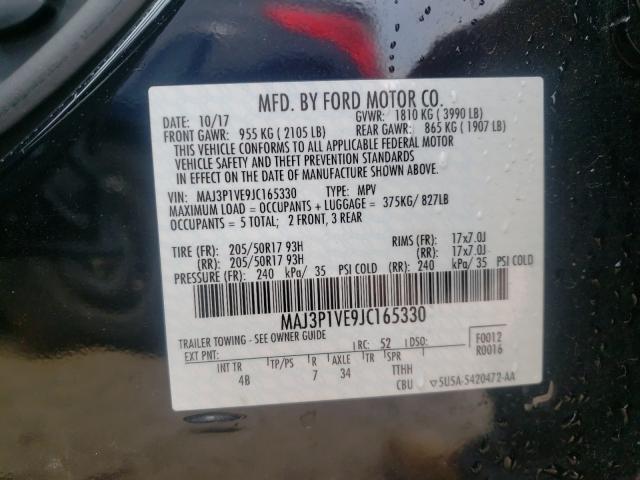 MFD. BY FORD MOTOR CO.
DATE: 10/17 GVWR: 1810 KG ( 3990 LB)
FRONT GAWR: 955 KG ( 2105 LB) REAR GAWR: 865 KG ( 1907 LB)
THIS VEHICLE CONFORMS TO ALL APPLICABLE FEDERAL MOTOR
VEHICLE SAFETY AND THEFT PREVENTION STANDARDS
IN EFFECT ON THE DATE OF MANUFACTURE SHOWN ABOVE.
VIN: MAJ3P1VE9JC165330 TYPE: MPV
MAXIMUM LOAD = OCCUPANTS + LUGGAGE = 375KG/ 827LB
OCCUPANTS = 5 TOTAL; 2 FRONT, 3 REAR
TIRE (FR): 205/50R17 93H RIMS (FR): 17x7.0J
(RR): 205/50R17 93H (RR): 17x7.0J
PRESSURE (FR): 240 kPa/ 35 PSI COLD (RR): 240 kPa/ 35 PSI COLD
MAJ3P1VE9JC165330
TRAILER TOWING - SEE OWNER GUIDE
EXT PNT: RC: 52 DSO: F0012
R0016
INT TR TP/PS R AXLE TR SPR
4B 7 34 TTHH
CBU ▽5U5A-5420472-AA